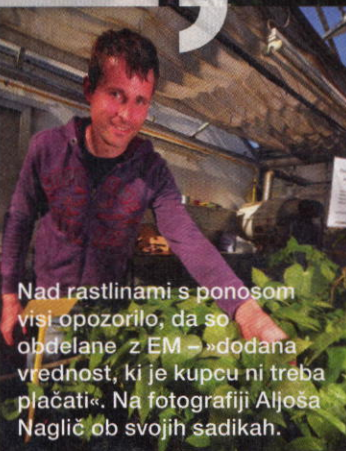 Nad rastlinami s ponosom
visi opozorilo, da so
obdelane z EM – »dodana
vrednost, ki je kupcu ni treba
plačati«. Na fotografiji Aljoša
Naglič ob svojih sadikah.